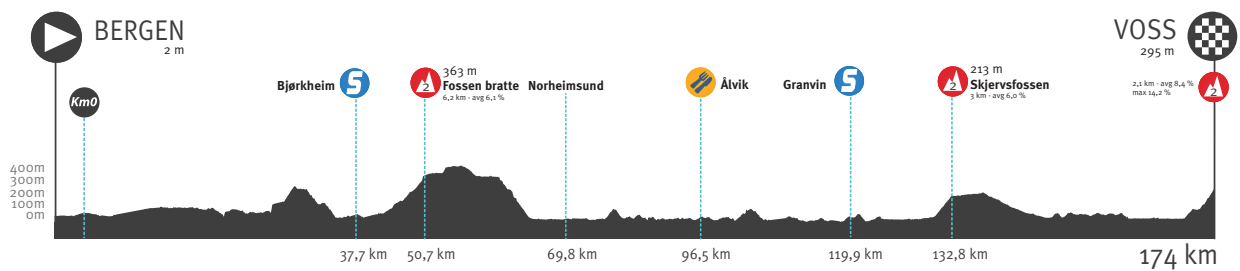 BERGEN
2 m
VOSS
295 m
Km0
Bjørkheim
S
2
363 m
Fossen bratte
6,2 km - avg 6,1 %
Norheimsund
Ålvik
Granvin
S
2
213 m
Skjervsfossen
3 km - avg 6,0 %
2,1 km - avg 8,4 %
max 14,2 %
2
400m
300m
200m
100m
0m
37,7 km
50,7 km
69,8 km
96,5 km
119,9 km
132,8 km
174 km